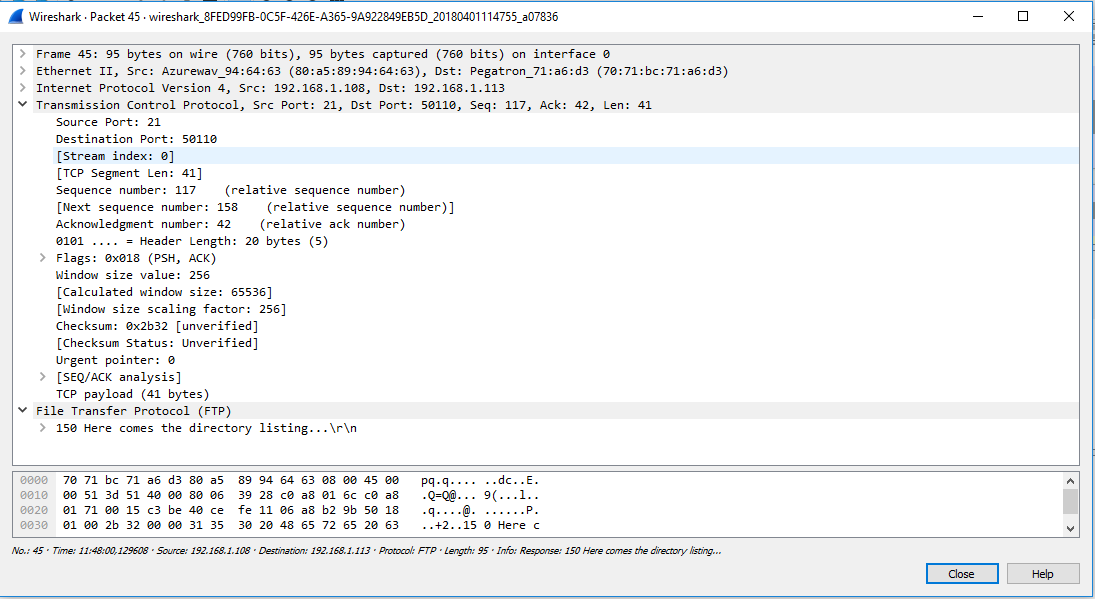 Wireshark · Packet 45 · wireshark_8FED99FB-0C5F-426E-A365-9A922849EB5D_20180401114755_a07836
Frame 45: 95 bytes on wire (760 bits), 95 bytes captured (760 bits) on interface 0
Ethernet II, Src: Azurewav_94:64:63 (80:a5:89:94:64:63), Dst: Pegatron_71:a6:d3 (70:71:bc:71:a6:d3)
Internet Protocol Version 4, Src: 192.168.1.108, Dst: 192.168.1.113
Transmission Control Protocol, Src Port: 21, Dst Port: 50110, Seq: 117, Ack: 42, Len: 41
Source Port: 21
Destination Port: 50110
[Stream index: 0]
[TCP Segment Len: 41]
Sequence number: 117    (relative sequence number)
[Next sequence number: 158    (relative sequence number)]
Acknowledgment number: 42    (relative ack number)
0101 .... = Header Length: 20 bytes (5)
Flags: 0x018 (PSH, ACK)
Window size value: 256
[Calculated window size: 65536]
[Window size scaling factor: 256]
Checksum: 0x2b32 [unverified]
[Checksum Status: Unverified]
Urgent pointer: 0
[SEQ/ACK analysis]
TCP payload (41 bytes)
File Transfer Protocol (FTP)
150 Here comes the directory listing...\r\n
0000  70 71 bc 71 a6 d3 80 a5  89 94 64 63 08 00 45 00   pq.q.... ..dc..E.
0010  00 51 3d 51 40 00 80 06  39 28 c0 a8 01 6c c0 a8   .Q=Q@... 9(...l..
0020  01 71 00 15 c3 be 40 ce  fe 11 06 a8 b2 9b 50 18   .q....@. ......P.
0030  01 00 2b 32 00 00 31 35  30 20 48 65 72 65 20 63   ..+2..15 0 Here c
No.: 45 · Time: 11:48:00,129608 · Source: 192.168.1.108 · Destination: 192.168.1.113 · Protocol: FTP · Length: 95 · Info: Response: 150 Here comes the directory listing...
Close
Help